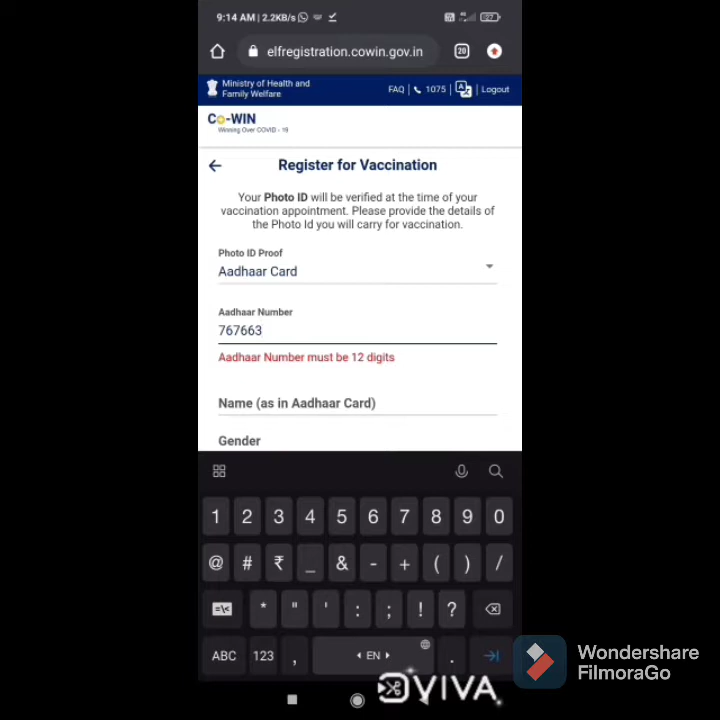 9:14 AM | 2.2KB/s
27
elfregistration.cowin.gov.in
20
Ministry of Health and
Family Welfare
FAQ | 1075 | Logout
Co-WIN
Winning Over COVID - 19
Register for Vaccination
Your Photo ID will be verified at the time of your
vaccination appointment. Please provide the details of
the Photo Id you will carry for vaccination.
Photo ID Proof
Aadhaar Card
Aadhaar Number
767663
Aadhaar Number must be 12 digits
Name (as in Aadhaar Card)
Gender
1 2 3 4 5 6 7 8 9 0
@ # ₹ _ & - + ( ) /
=\< * " ' : ; ! ?
ABC 123 , EN .
Wondershare
FilmoraGo
VIVA